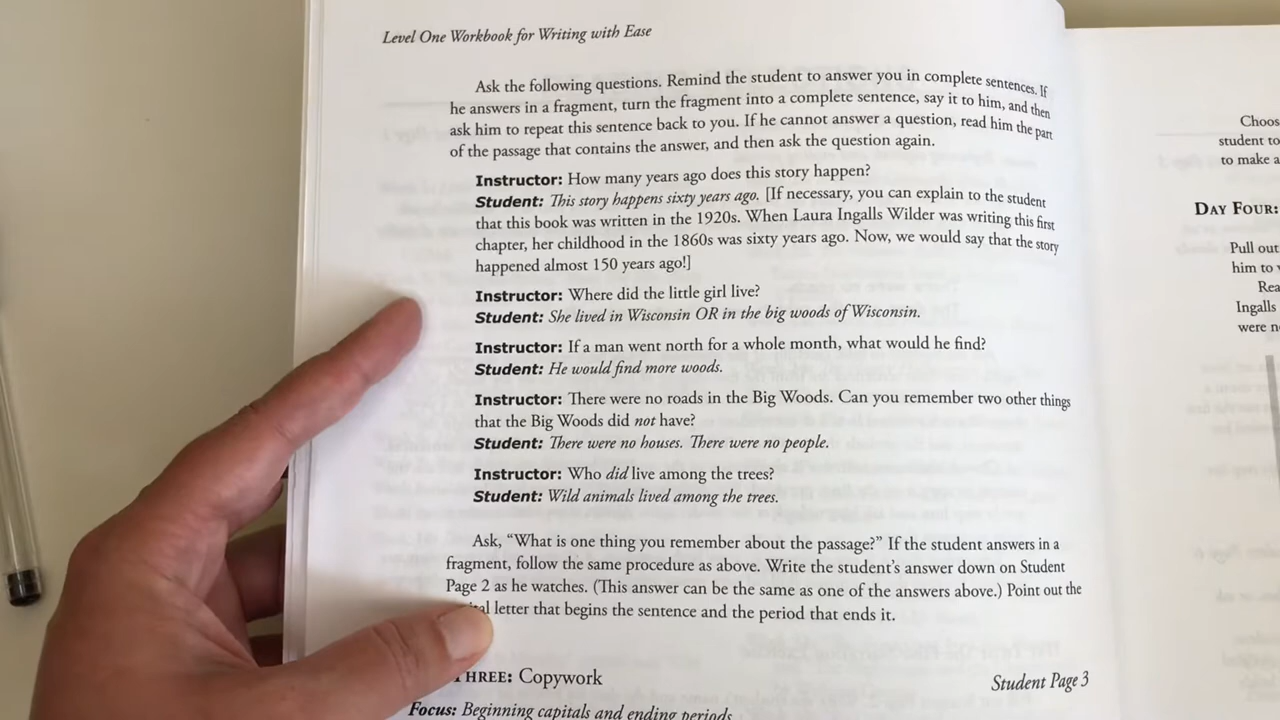 Level One Workbook for Writing with Ease
Ask the following questions. Remind the student to answer you in complete sentences. If
he answers in a fragment, turn the fragment into a complete sentence, say it to him, and then
ask him to repeat this sentence back to you. If he cannot answer a question, read him the part
of the passage that contains the answer, and then ask the question again.
Instructor: How many years ago does this story happen?
Student: This story happens sixty years ago. [If necessary, you can explain to the student
that this book was written in the 1920s. When Laura Ingalls Wilder was writing this first
chapter, her childhood in the 1860s was sixty years ago. Now, we would say that the story
happened almost 150 years ago!]
Instructor: Where did the little girl live?
Student: She lived in Wisconsin OR in the big woods of Wisconsin.
Instructor: If a man went north for a whole month, what would he find?
Student: He would find more woods.
Instructor: There were no roads in the Big Woods. Can you remember two other things
that the Big Woods did not have?
Student: There were no houses. There were no people.
Instructor: Who did live among the trees?
Student: Wild animals lived among the trees.
Ask, “What is one thing you remember about the passage?” If the student answers in a
fragment, follow the same procedure as above. Write the student’s answer down on Student
Page 2 as he watches. (This answer can be the same as one of the answers above.) Point out the
letter that begins the sentence and the period that ends it.
THREE: Copywork
Student Page 3
Focus: Beginning capitals and ending periods
student to
to make a
DAY FOUR:
Pull out
him to
Ingalls
were